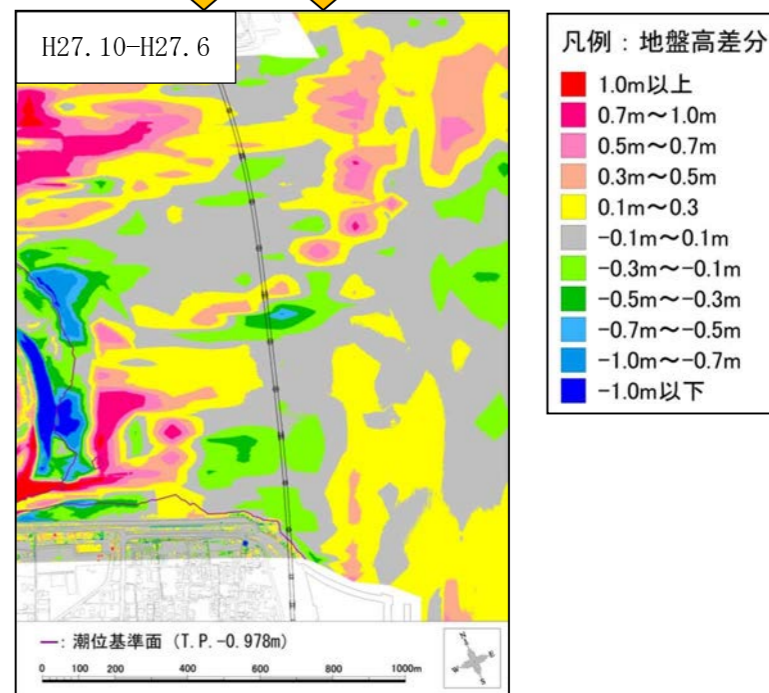 H27.10-H27.6
凡例：地盤高差分
1.0m以上
0.7m～1.0m
0.5m～0.7m
0.3m～0.5m
0.1m～0.3
-0.1m～0.1m
-0.3m～-0.1m
-0.5m～-0.3m
-0.7m～-0.5m
-1.0m～-0.7m
-1.0m以下
―: 潮位基準面 (T.P.-0.978m)
0 100 200 400 600 800 1000m
N
E
S
W